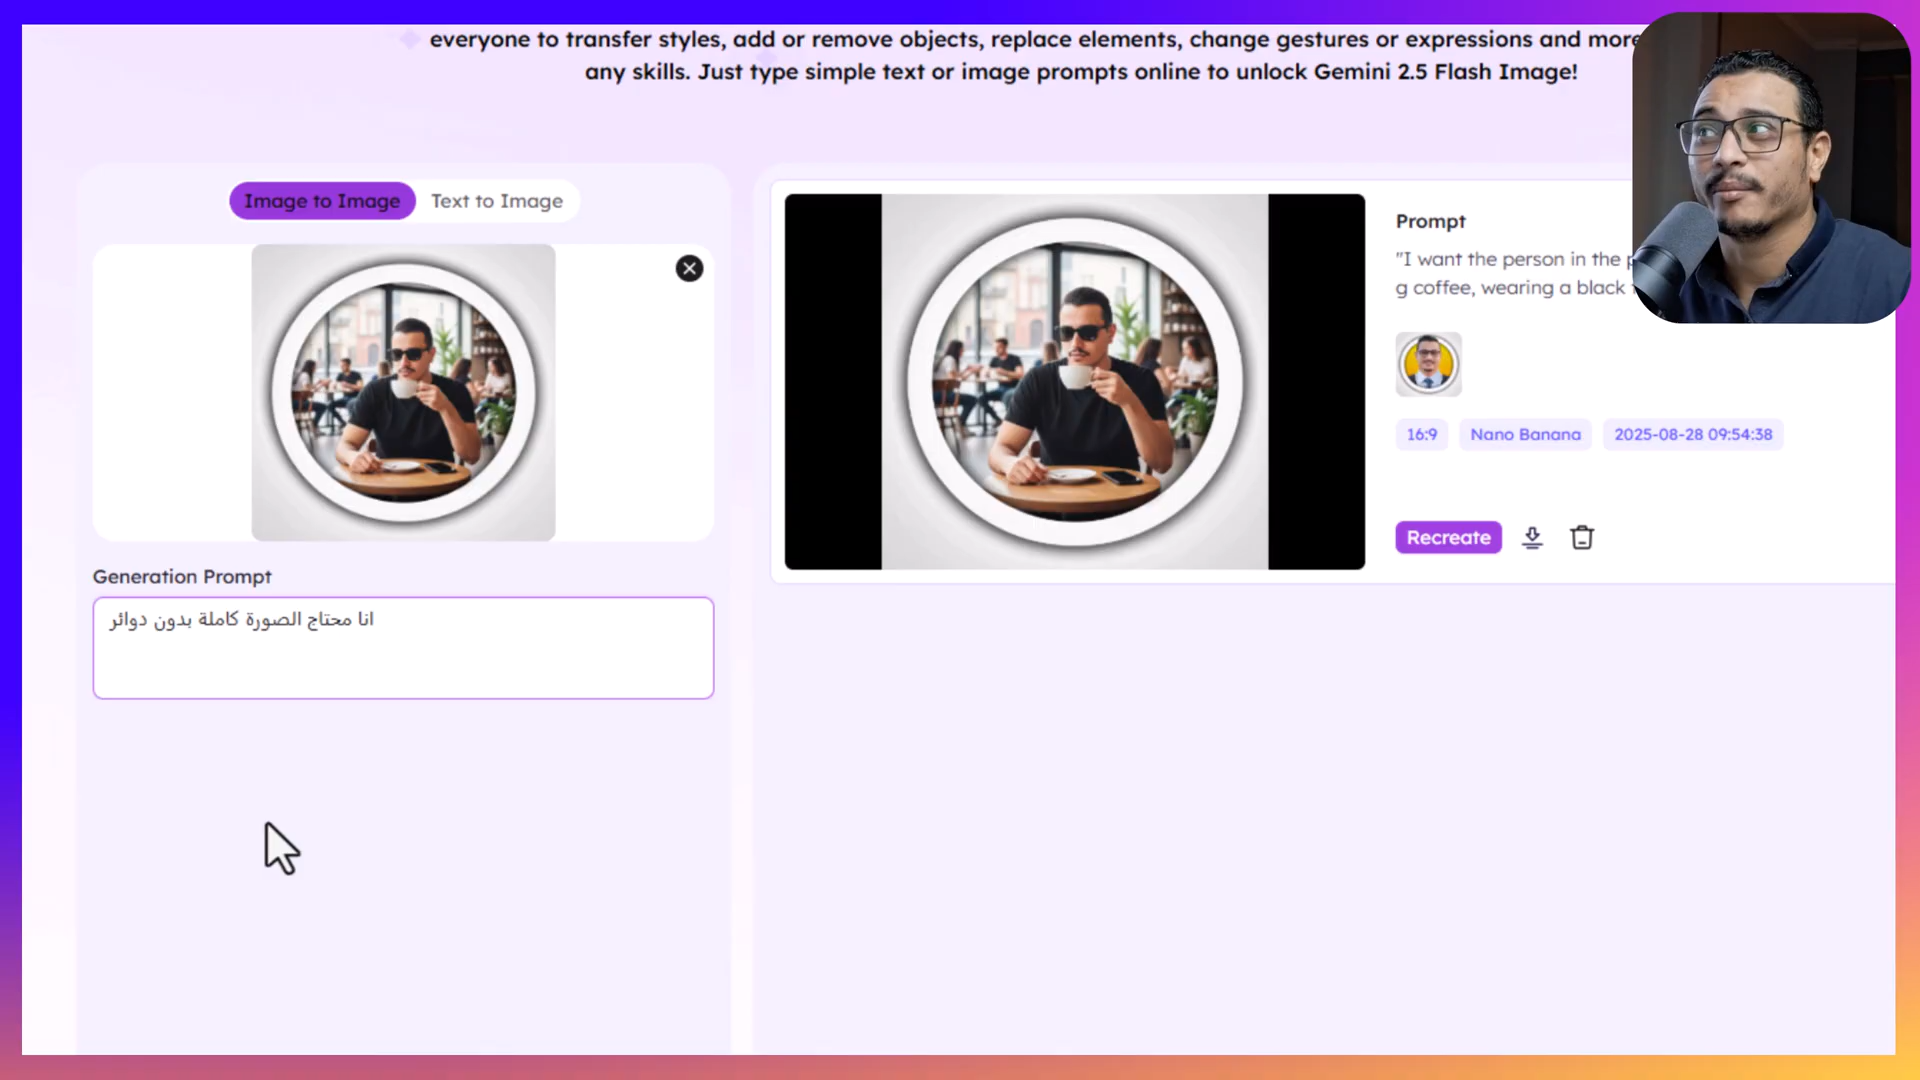 everyone to transfer styles, add or remove objects, replace elements, change gestures or expressions and more
any skills. Just type simple text or image prompts online to unlock Gemini 2.5 Flash Image!
Image to Image
Text to Image
Generation Prompt
انا محتاج الصورة كاملة بدون دوائر
Prompt
"I want the person in the
g coffee, wearing a black
16:9
Nano Banana
2025-08-28 09:54:38
Recreate